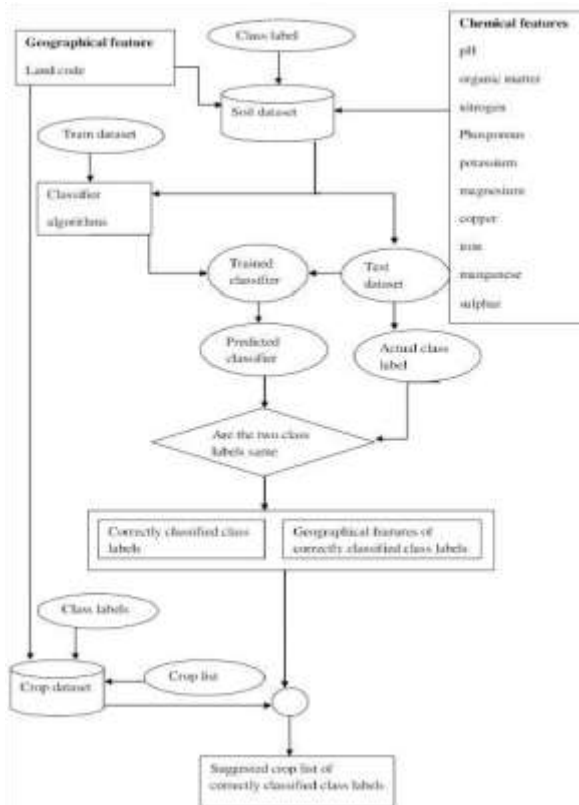 Class label
Geographical feature
Land code
Chemical features
pH
organic matter
nitrogen
Phosporous
potassium
magnesium
copper
iron
manganese
sulphur
Soil dataset
Train dataset
Classifier
algorithms
Trained
classifier
Test
dataset
Predicted
classifier
Actual class
label
Are the two class
labels same
Correctly classified class
labels
Geographical features of
correctly classified class labels
Class labels
Crop list
Crop dataset
Suggested crop list of
correctly classified class labels